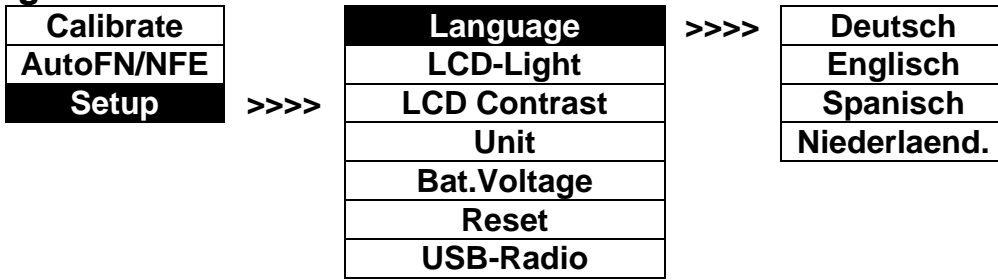 Calibrate
AutoFN/NFE
Setup
>>>>
Language
LCD-Light
LCD Contrast
Unit
Bat.Voltage
Reset
USB-Radio
>>>>
Deutsch
Englisch
Spanisch
Niederlaend.